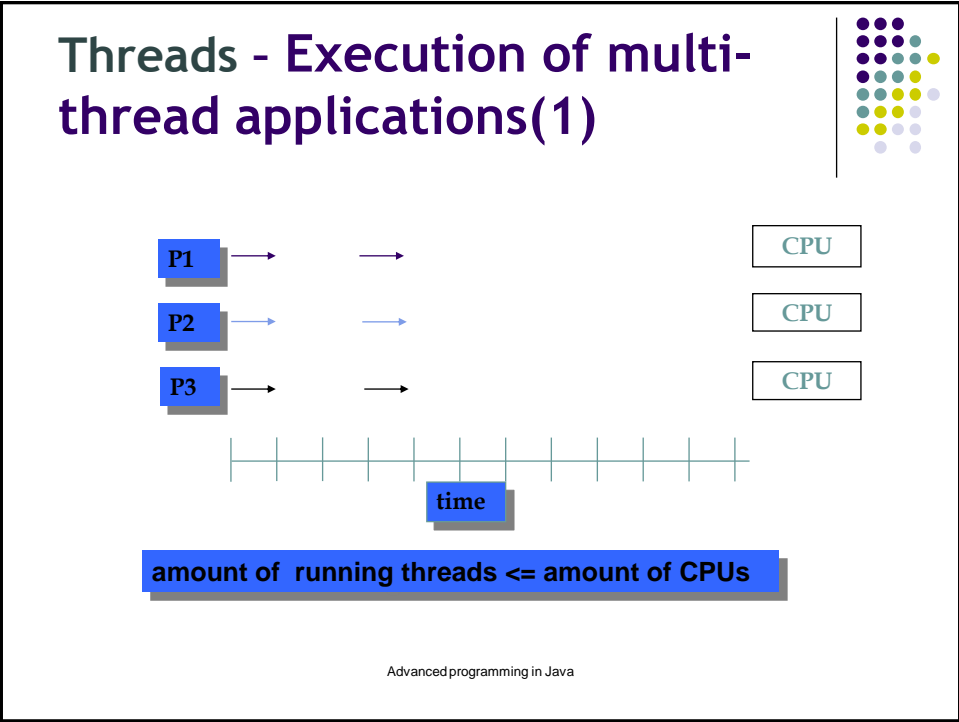 Threads - Execution of multi-
thread applications(1)
P1
CPU
P2
CPU
P3
CPU
time
amount of running threads <= amount of CPUs
Advanced programming in Java